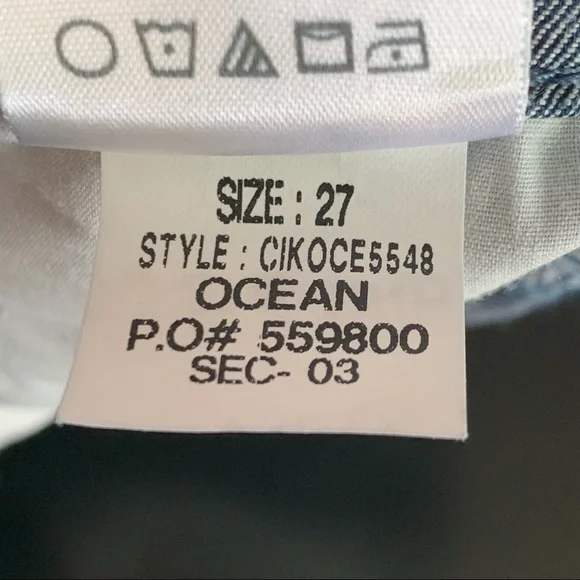 SIZE : 27
STYLE : CIKOCE5548
OCEAN
P.O# 559800
SEC- 03